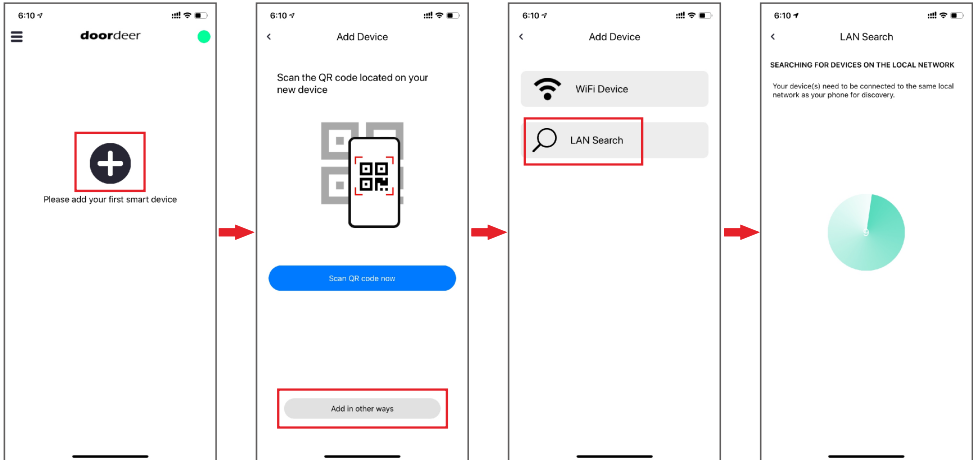 6:10
doordeer
Please add your first smart device
6:10
Add Device
Scan the QR code located on your
new device
Scan QR code now
Add in other ways
6:10
Add Device
WiFi Device
LAN Search
6:10
LAN Search
SEARCHING FOR DEVICES ON THE LOCAL NETWORK
Your device(s) need to be connected to the same local
network as your phone for discovery.